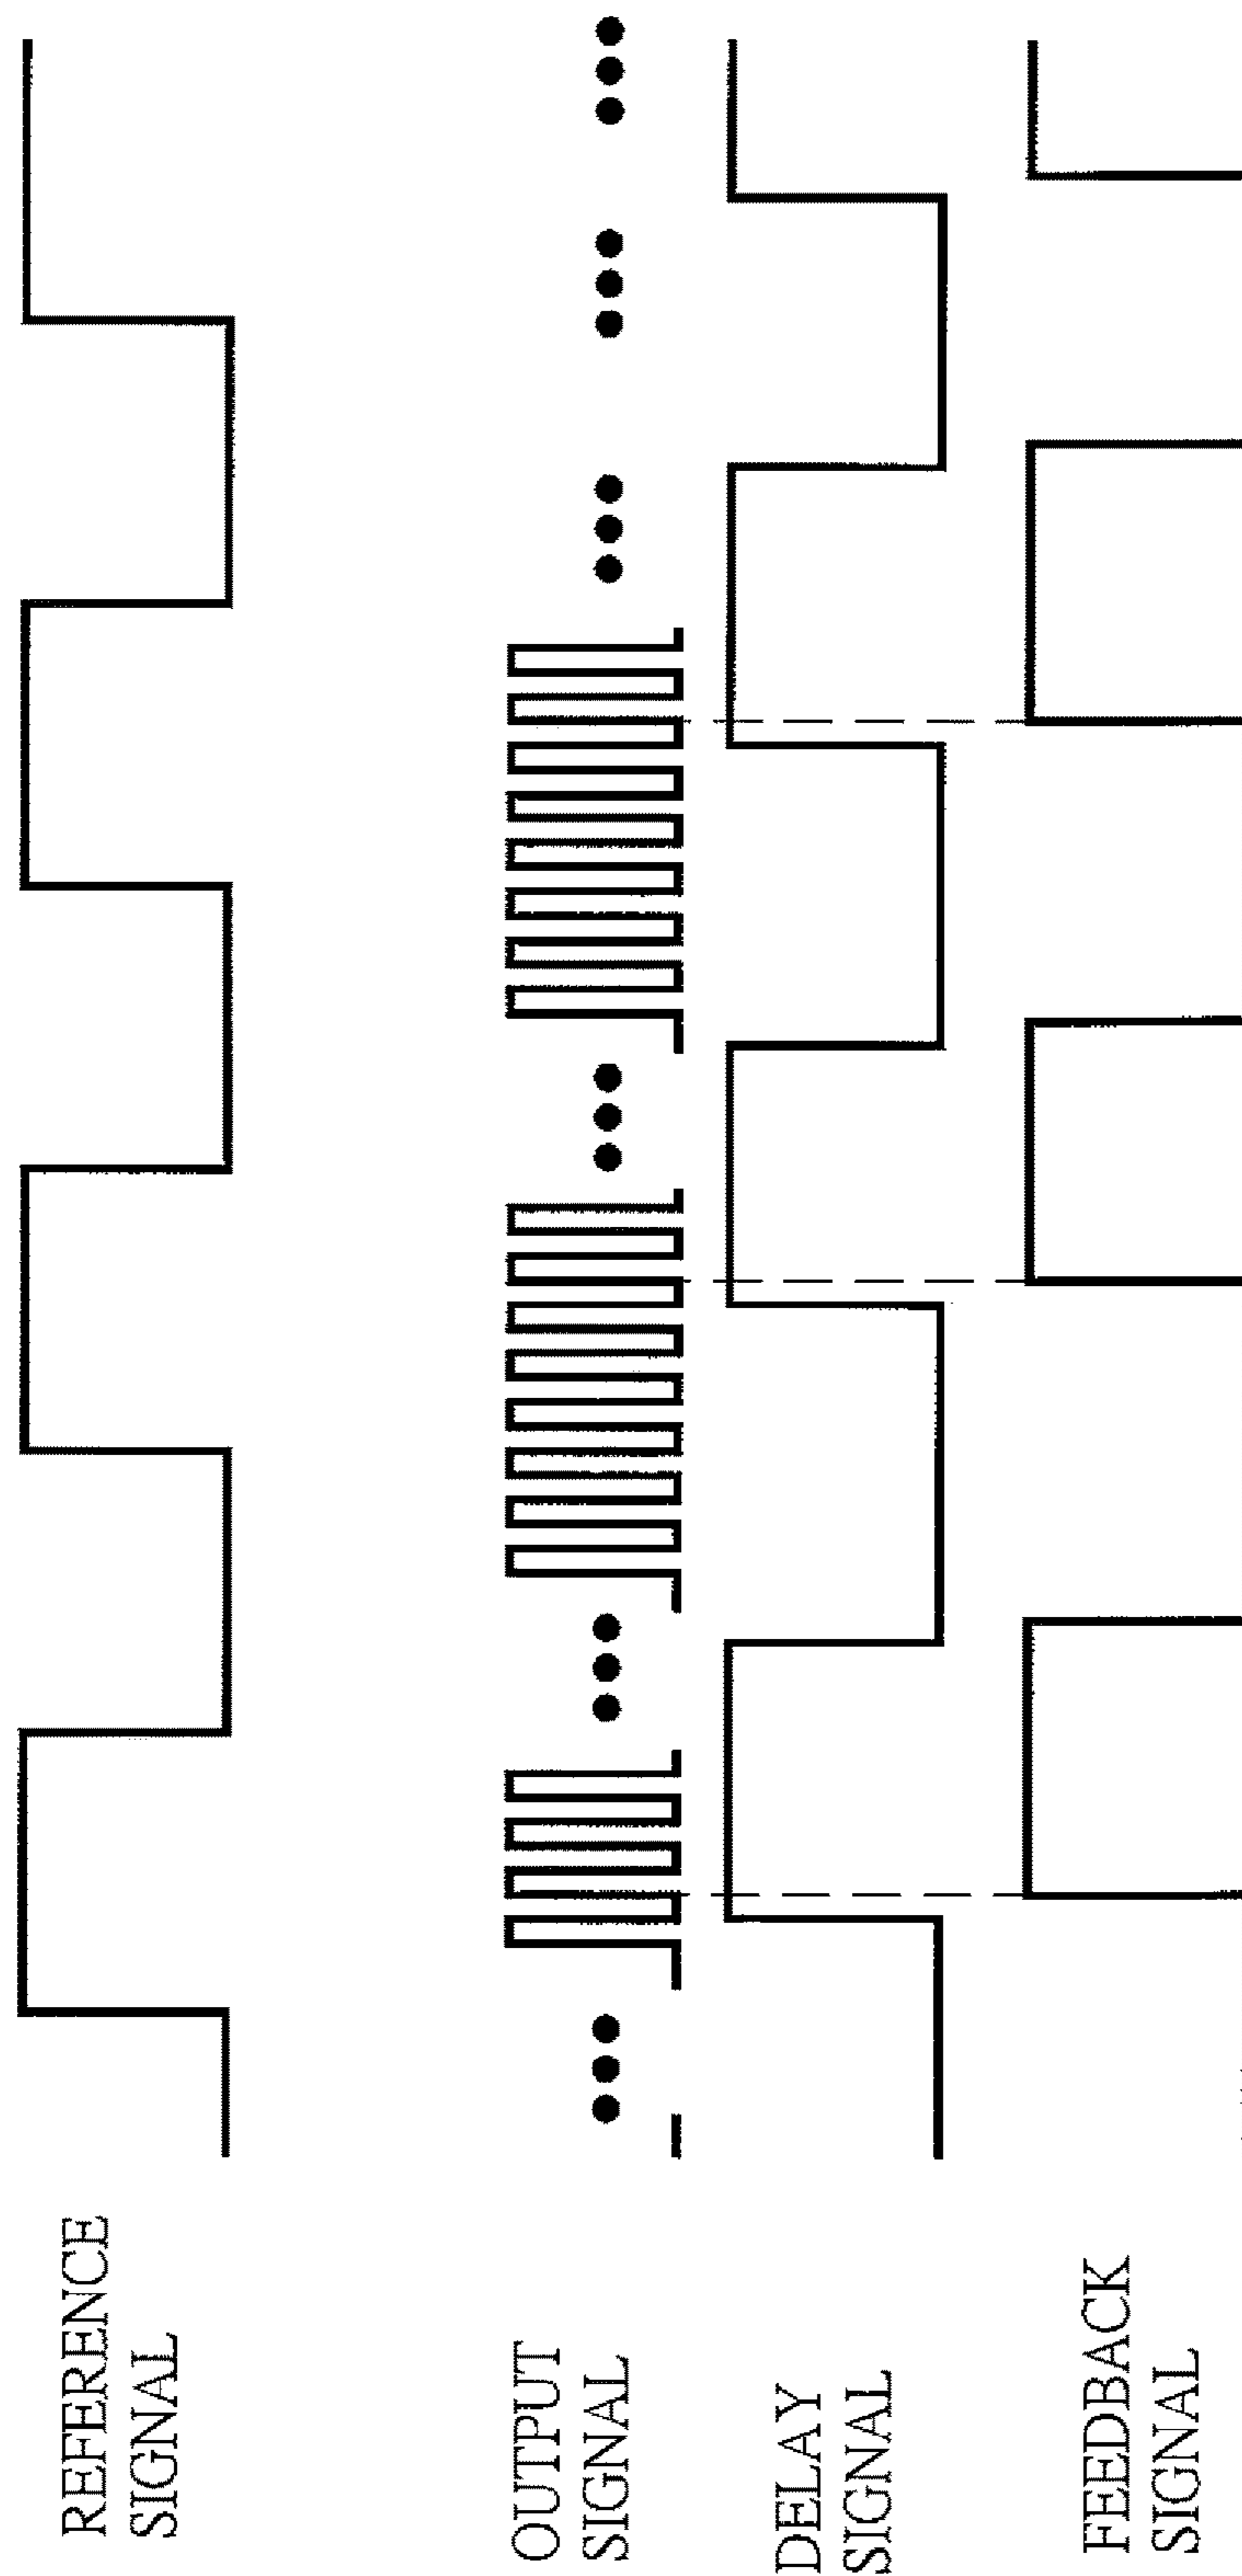 REFERENCE
SIGNAL
OUTPUT
SIGNAL
DELAY
SIGNAL
FEEDBACK
SIGNAL